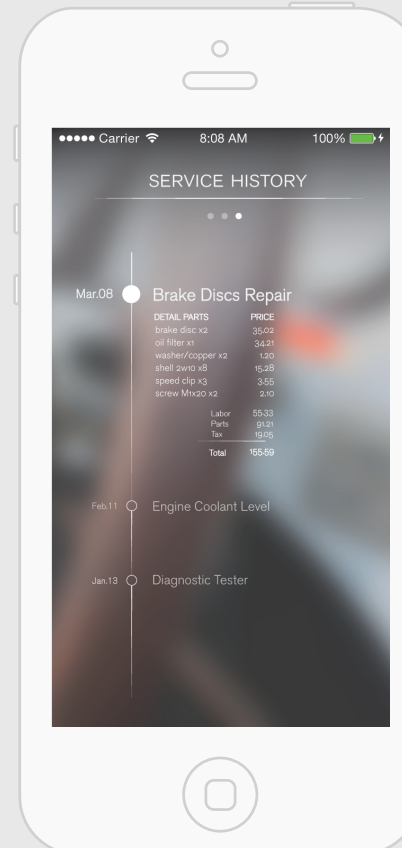 Carrier 8:08 AM 100%
SERVICE HISTORY
Mar.08 Brake Discs Repair
DETAIL PARTS PRICE
brake disc x2 35.02
oil filter x1 34.21
washer/copper x2 1.20
shell 2w10 x8 15.28
speed clip x3 3.55
screw M1x20 x2 2.10
Labor 55.33
Parts 91.21
Tax 19.05
Total 155.59
Feb.11 Engine Coolant Level
Jan.13 Diagnostic Tester